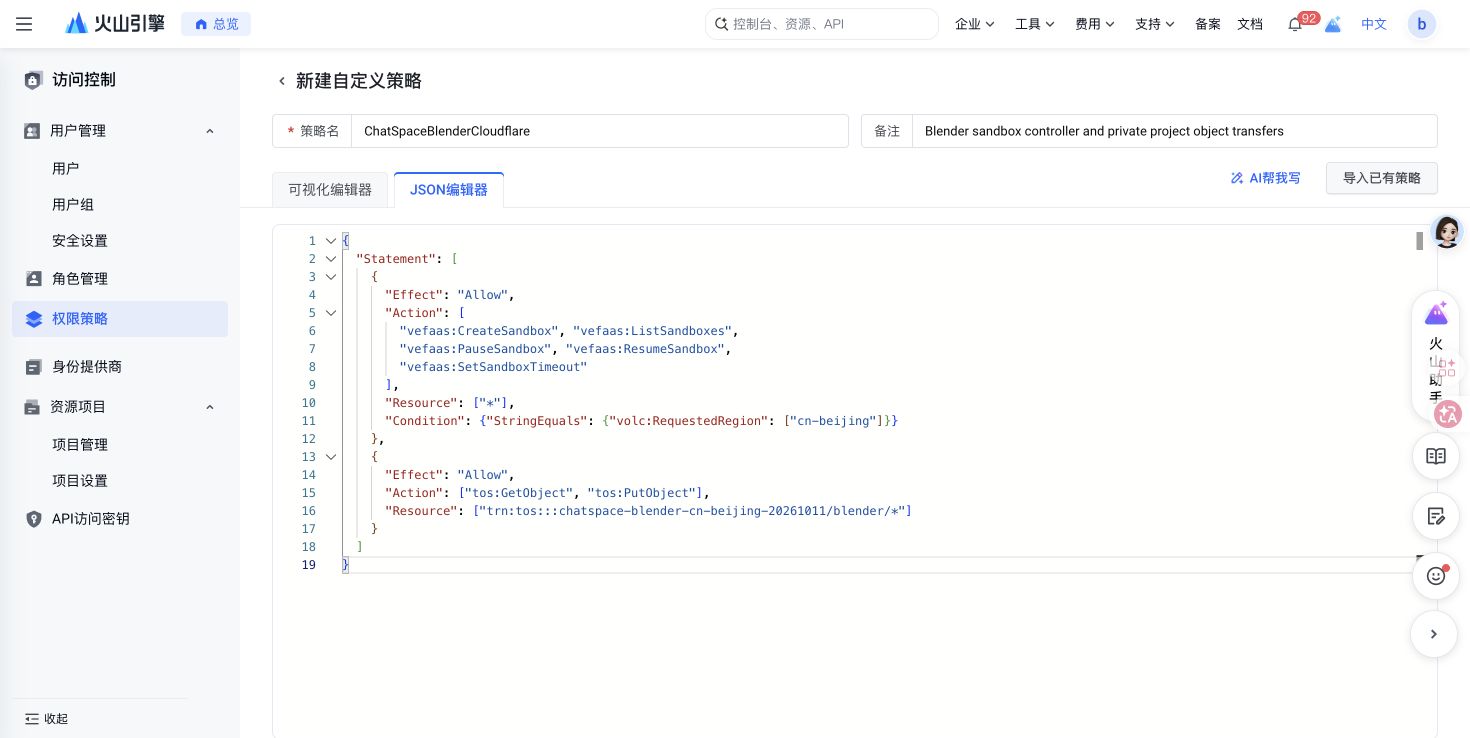 火山引擎 总览 控制台、资源、API 企业 工具 费用 支持 备案 文档 92 中文 b
访问控制
用户管理
用户
用户组
安全设置
角色管理
权限策略
身份提供商
资源项目
项目管理
项目设置
API访问密钥
收起
新建自定义策略
* 策略名 ChatSpaceBlenderCloudflare 备注 Blender sandbox controller and private project object transfers
可视化编辑器 JSON编辑器 AI帮我写 导入已有策略
1 {
2 "Statement": [
3 {
4 "Effect": "Allow",
5 "Action": [
6 "vefaas:CreateSandbox", "vefaas:ListSandboxes",
7 "vefaas:PauseSandbox", "vefaas:ResumeSandbox",
8 "vefaas:SetSandboxTimeout"
9 ],
10 "Resource": ["*"],
11 "Condition": {"StringEquals": {"volc:RequestedRegion": ["cn-beijing"]}}
12 },
13 {
14 "Effect": "Allow",
15 "Action": ["tos:GetObject", "tos:PutObject"],
16 "Resource": ["trn:tos:::chatspace-blender-cn-beijing-20261011/blender/*"]
17 }
18 ]
19 }
火山助手